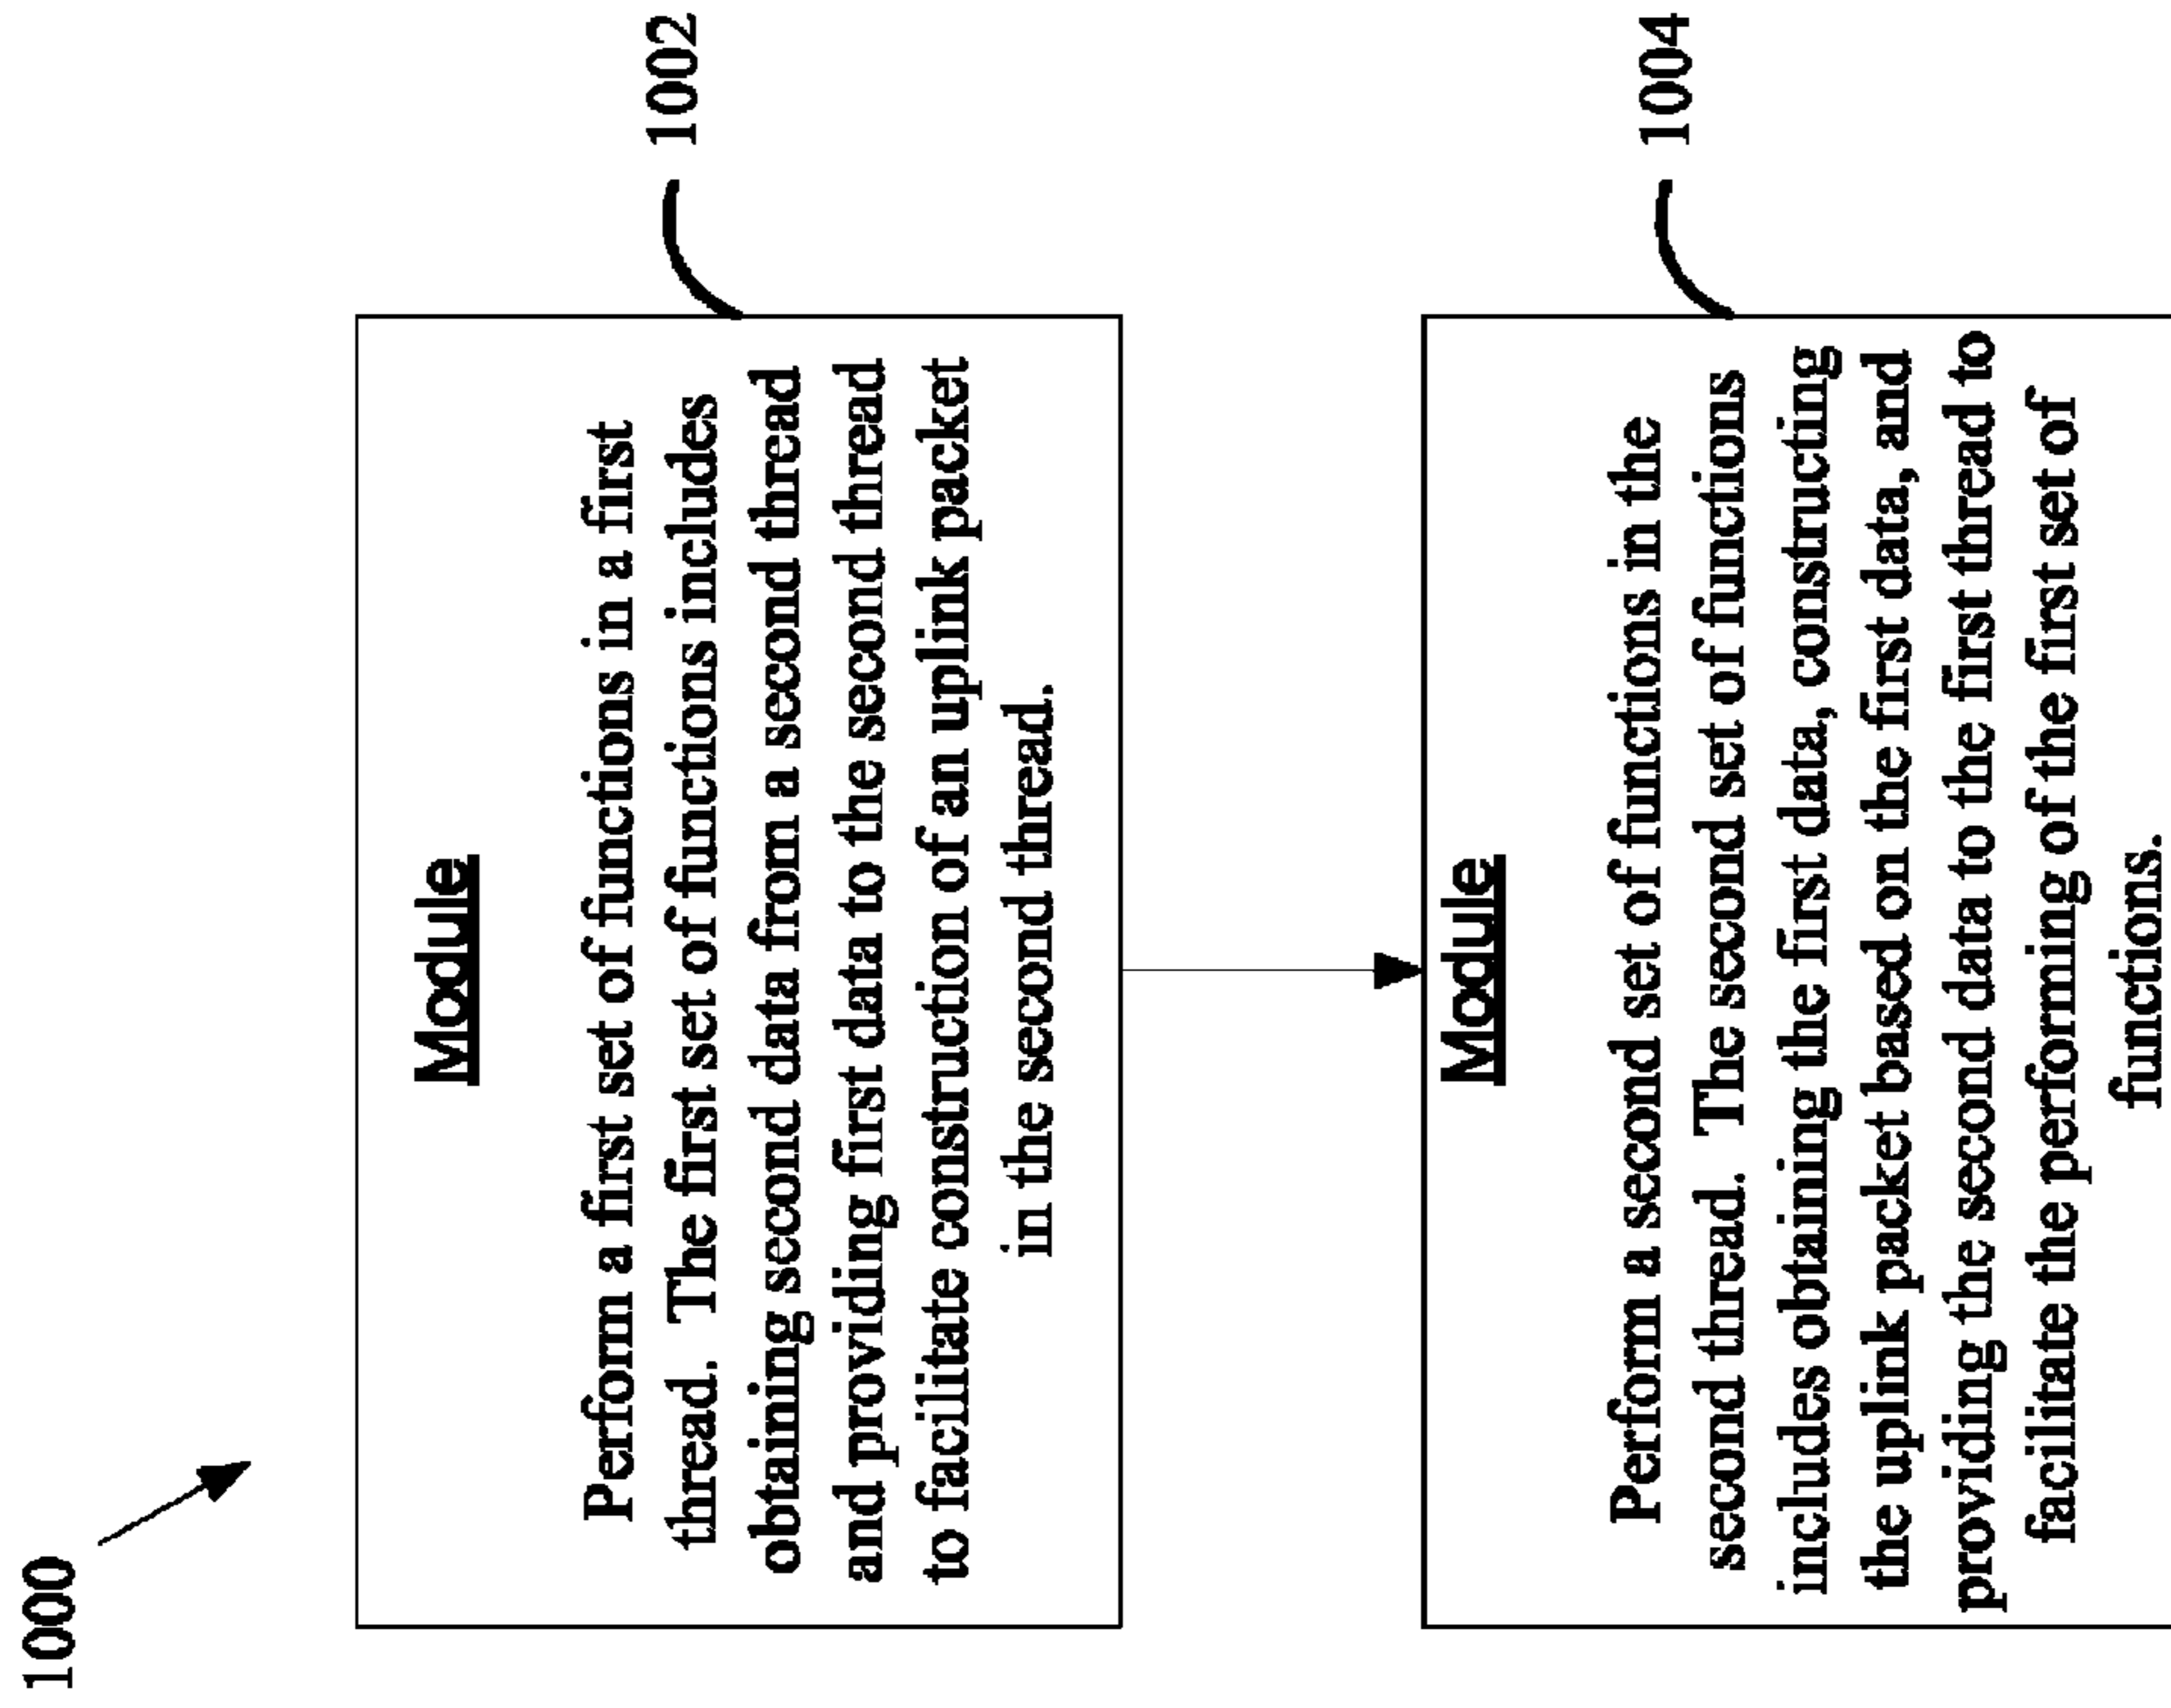 1000
Module
Perform a first set of functions in a first
thread. The first set of functions includes
obtaining second data from a second thread
and providing first data to the second thread
to facilitate construction of an uplink packet
in the second thread.
1002
Module
Perform a second set of functions in the
second thread. The second set of functions
includes obtaining the first data, constructing
the uplink packet based on the first data, and
providing the second data to the first thread to
facilitate the performing of the first set of
functions.
1004